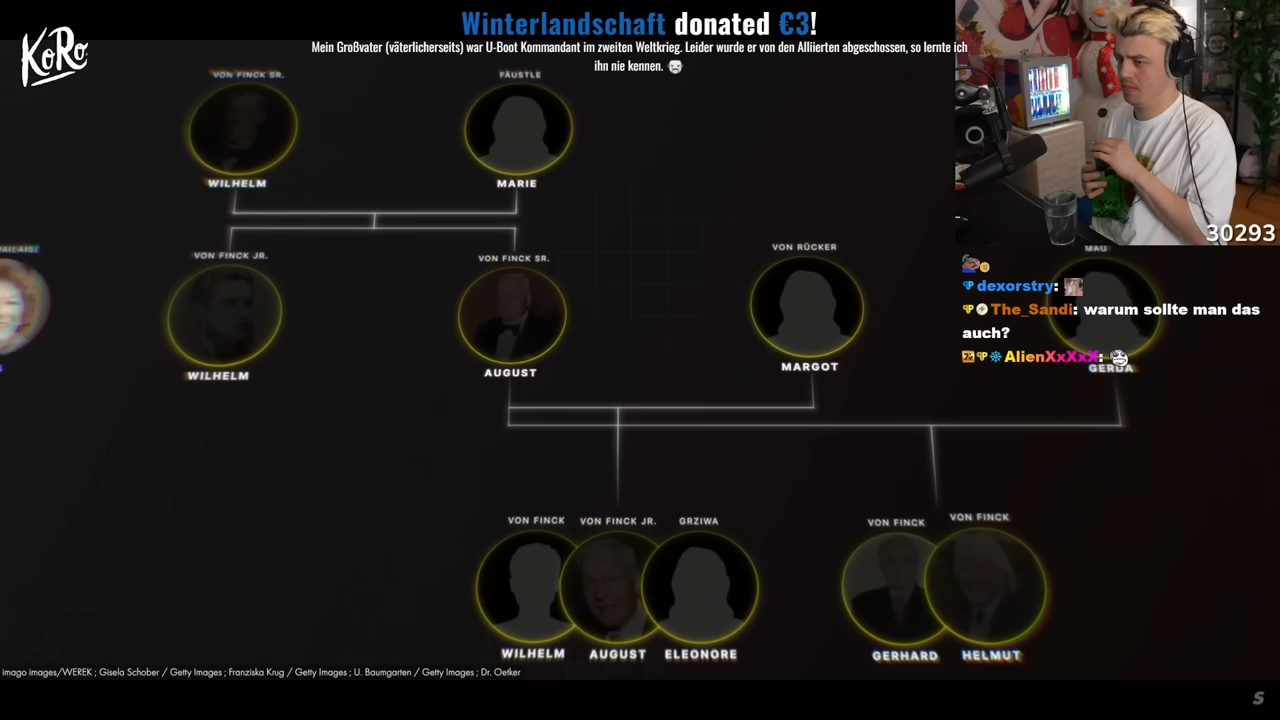 Winterlandschaft donated €3!
Mein Großvater (väterlicherseits) war U-Boot Kommandant im zweiten Weltkrieg. Leider wurde er von den Alliierten abgeschossen, so lernte ich
ihn nie kennen.
KoRo
VON FINCK SR.
FÄUSTLE
WILHELM
MARIE
30293
VON FINCK JR.
VON FINCK SR.
VON RÜCKER
MAU
dexorstry:
The_Sandi: warum sollte man das
auch?
AlienXxXxX:
WILHELM
AUGUST
MARGOT
GERDA
VON FINCK
VON FINCK JR.
GRZIWA
VON FINCK
VON FINCK
WILHELM
AUGUST
ELEONORE
GERHARD
HELMUT
imago images/WEREK ; Gisela Schober / Getty Images ; Franziska Krug / Getty Images ; U. Baumgarten / Getty Images ; Dr. Oetker
S